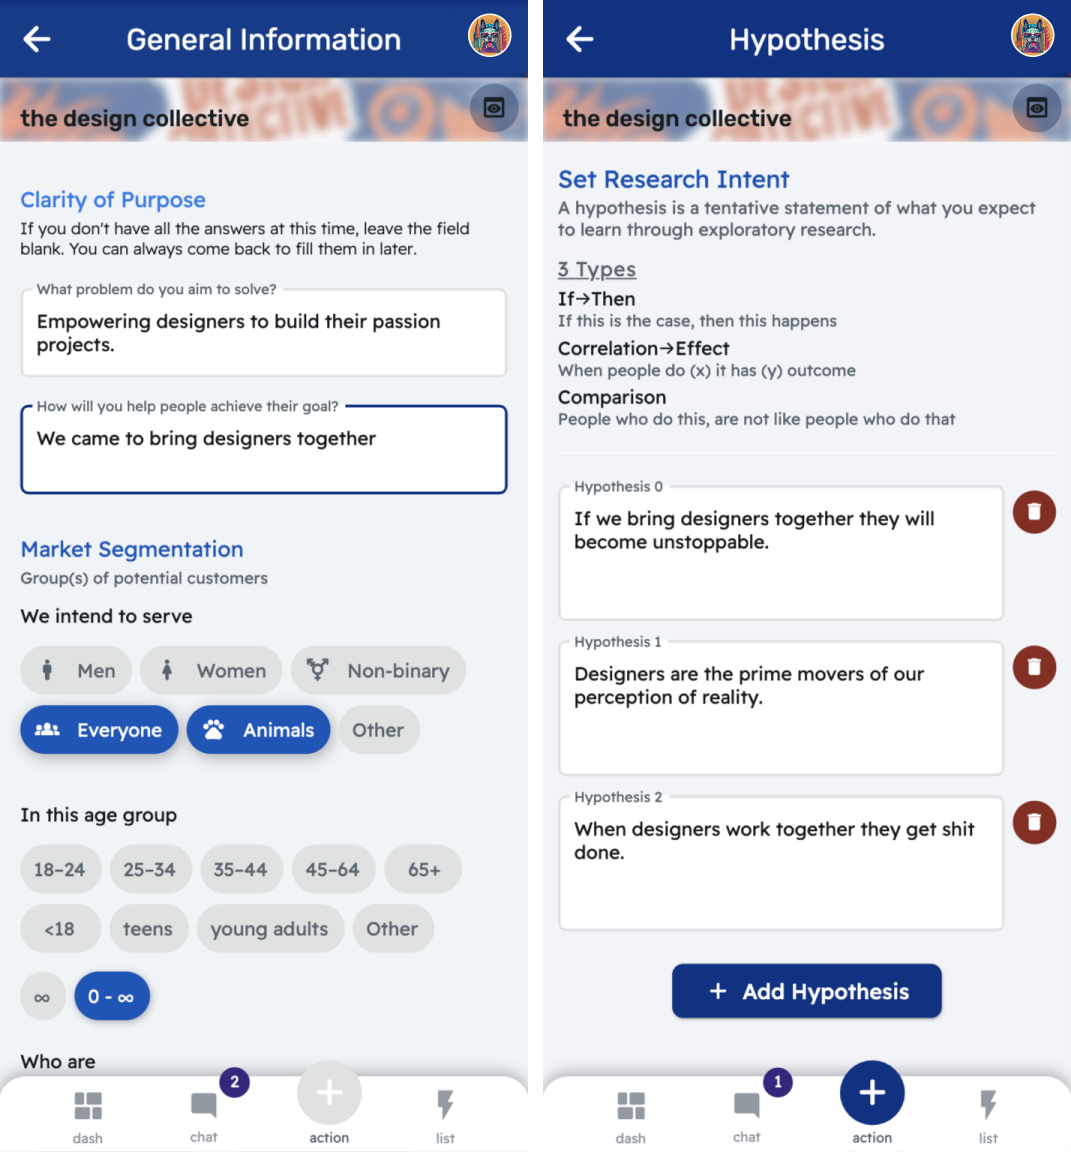 General Information
the design collective
Clarity of Purpose
If you don't have all the answers at this time, leave the field
blank. You can always come back to fill them in later.
What problem do you aim to solve?
Empowering designers to build their passion
projects.
How will you help people achieve their goal?
We came to bring designers together
Market Segmentation
Group(s) of potential customers
We intend to serve
Men Women Non-binary
Everyone Animals Other
In this age group
18-24 25-34 35-44 45-64 65+
<18 teens young adults Other
∞ 0 - ∞
Who are
2
dash chat action list
Hypothesis
the design collective
Set Research Intent
A hypothesis is a tentative statement of what you expect
to learn through exploratory research.
3 Types
If→Then
If this is the case, then this happens
Correlation→Effect
When people do (x) it has (y) outcome
Comparison
People who do this, are not like people who do that
Hypothesis 0
If we bring designers together they will
become unstoppable.
Hypothesis 1
Designers are the prime movers of our
perception of reality.
Hypothesis 2
When designers work together they get shit
done.
+ Add Hypothesis
1
dash chat action list